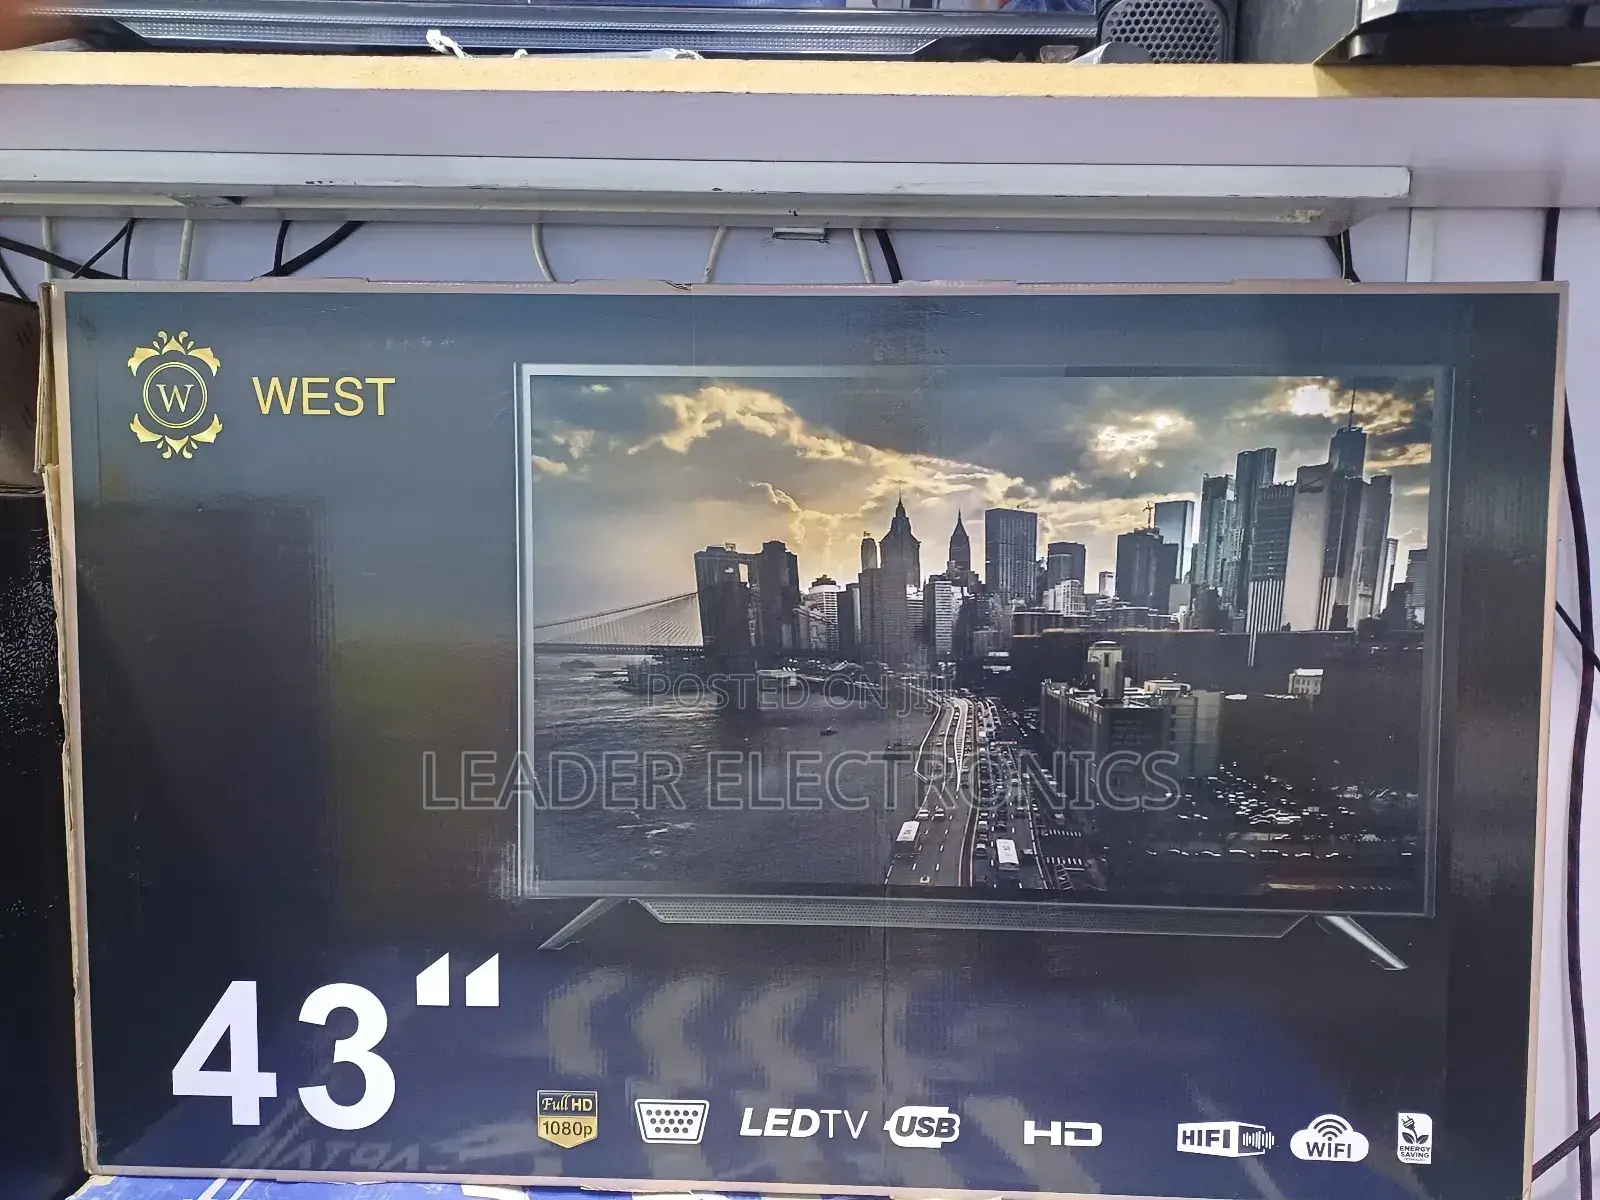 W
WEST
POSTED ON JIJI
LEADER ELECTRONICS
43"
Full HD
1080p
LEDTV
USB
HD
HIFI
WIFI
ENERGY
SAVING